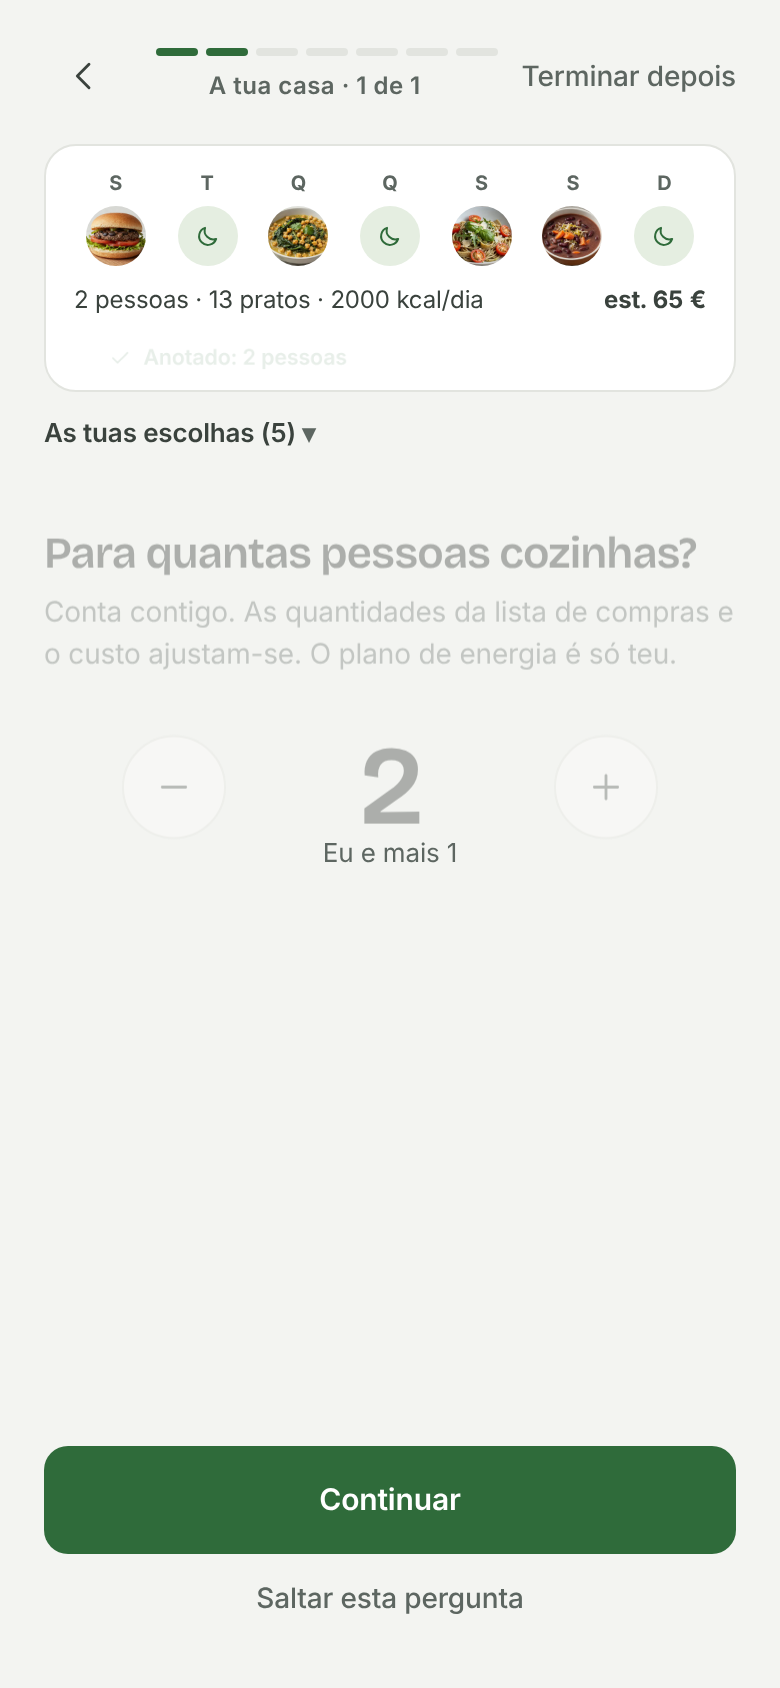 A tua casa · 1 de 1
Terminar depois
S T Q Q S S D
2 pessoas · 13 pratos · 2000 kcal/dia est. 65 €
Anotado: 2 pessoas
As tuas escolhas (5) ▾
Para quantas pessoas cozinhas?
Conta contigo. As quantidades da lista de compras e
o custo ajustam-se. O plano de energia é só teu.
2
Eu e mais 1
Continuar
Saltar esta pergunta